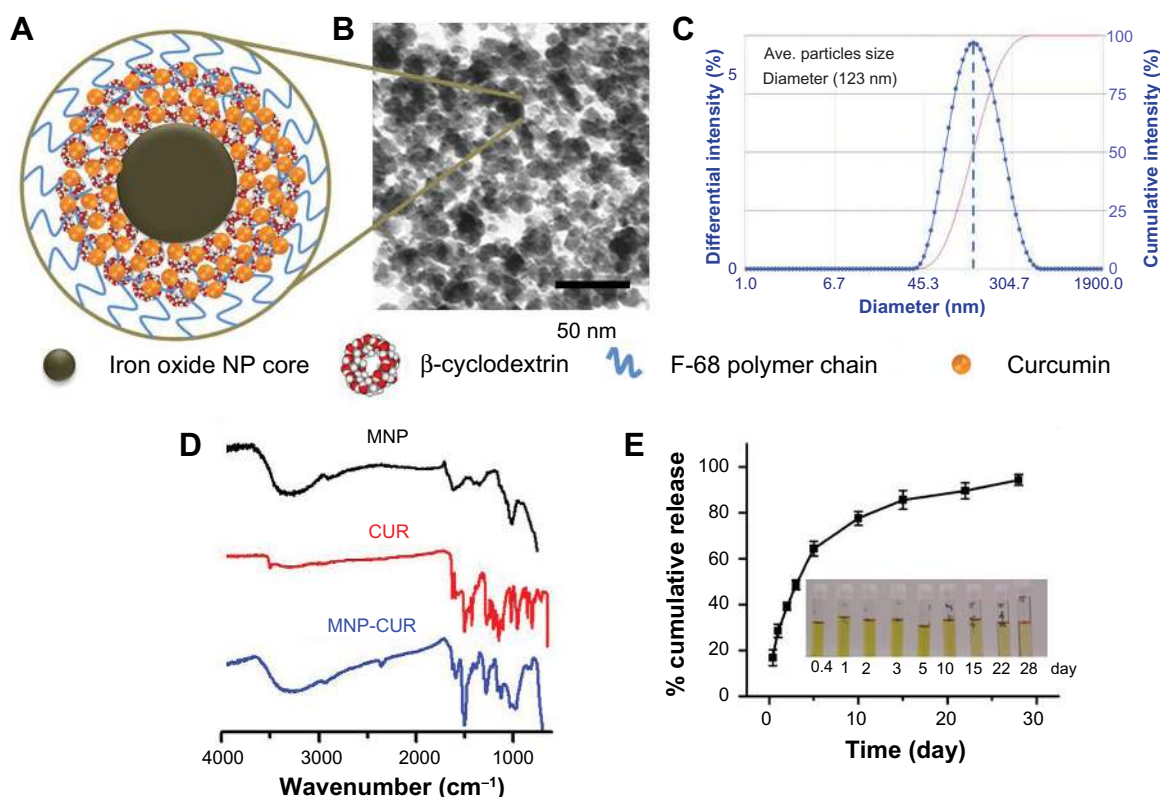 A
B
C
Ave. particles size
Diameter (123 nm)
Differential intensity (%)
5
0
Cumulative intensity (%)
100
75
50
25
0
1.0
6.7
45.3
304.7
1900.0
Diameter (nm)
50 nm
Iron oxide NP core
β-cyclodextrin
F-68 polymer chain
Curcumin
D
MNP
CUR
MNP-CUR
4000
3000
2000
1000
Wavenumber (cm⁻¹)
E
% cumulative release
100
80
60
40
20
0
0.4 1 2 3 5 10 15 22 28 day
0
10
20
30
Time (day)